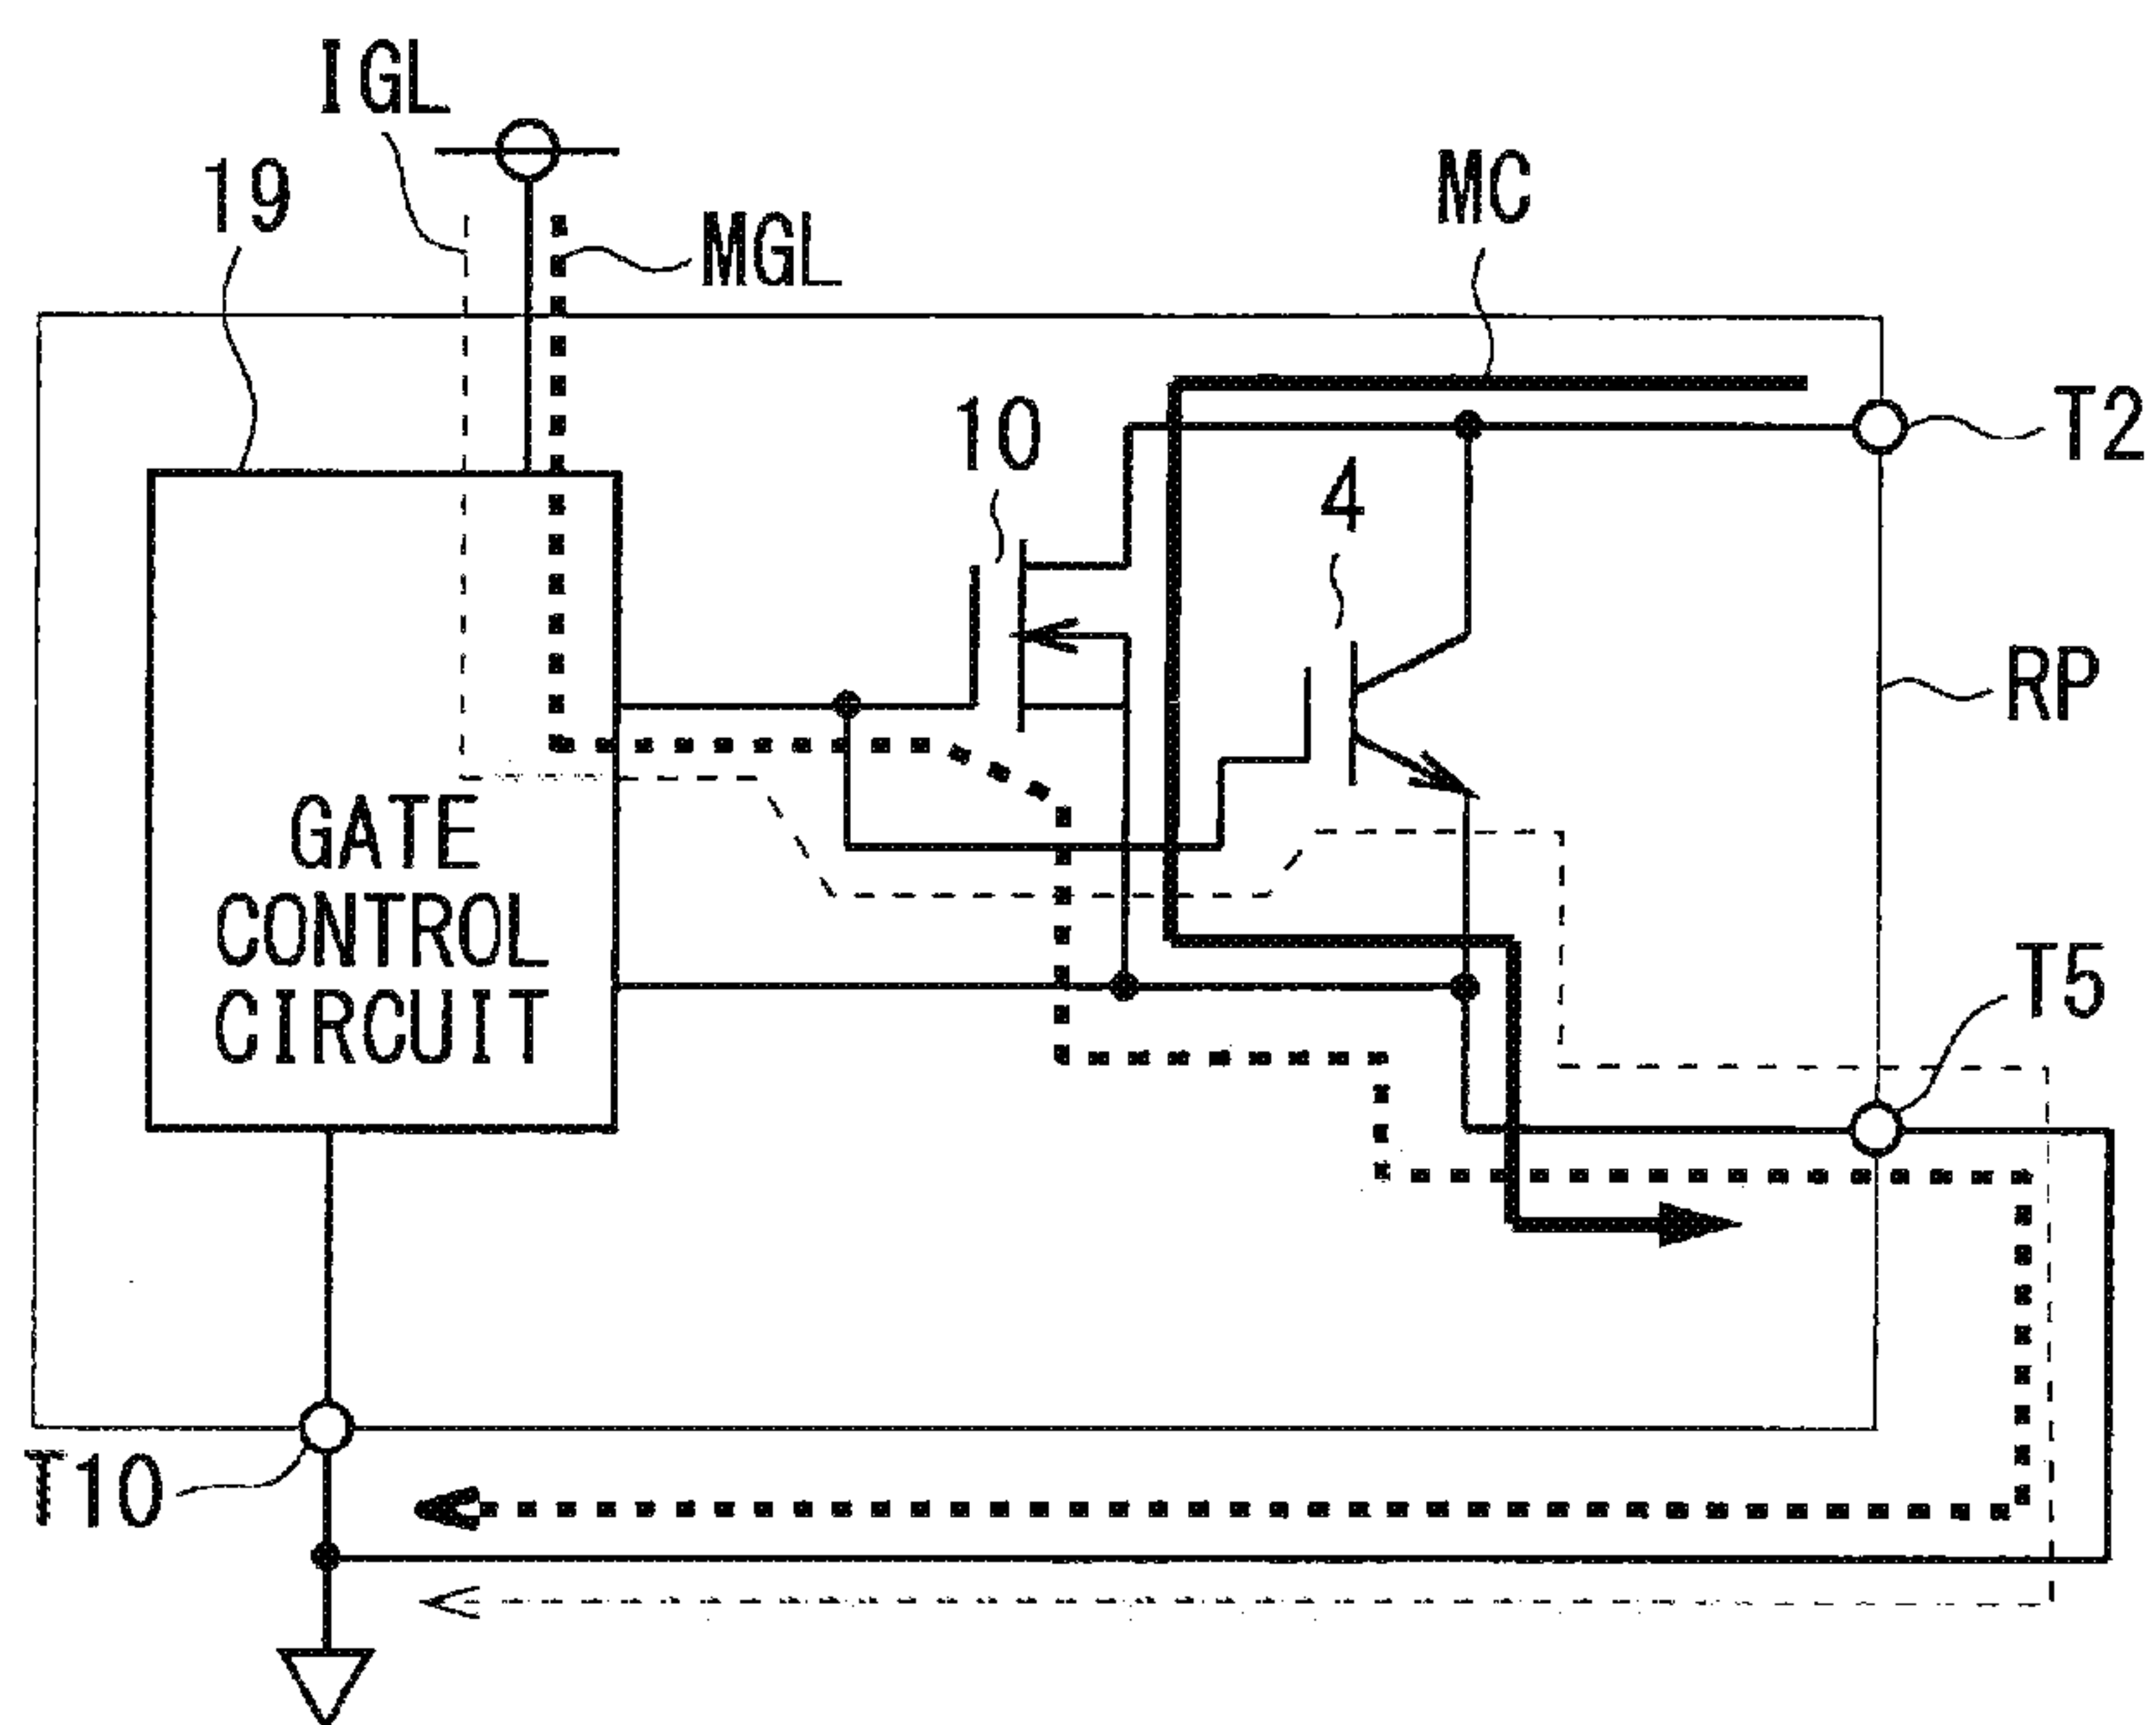 IGL
19
MGL
MC
10
T2
4
RP
GATE
CONTROL
CIRCUIT
T5
T10